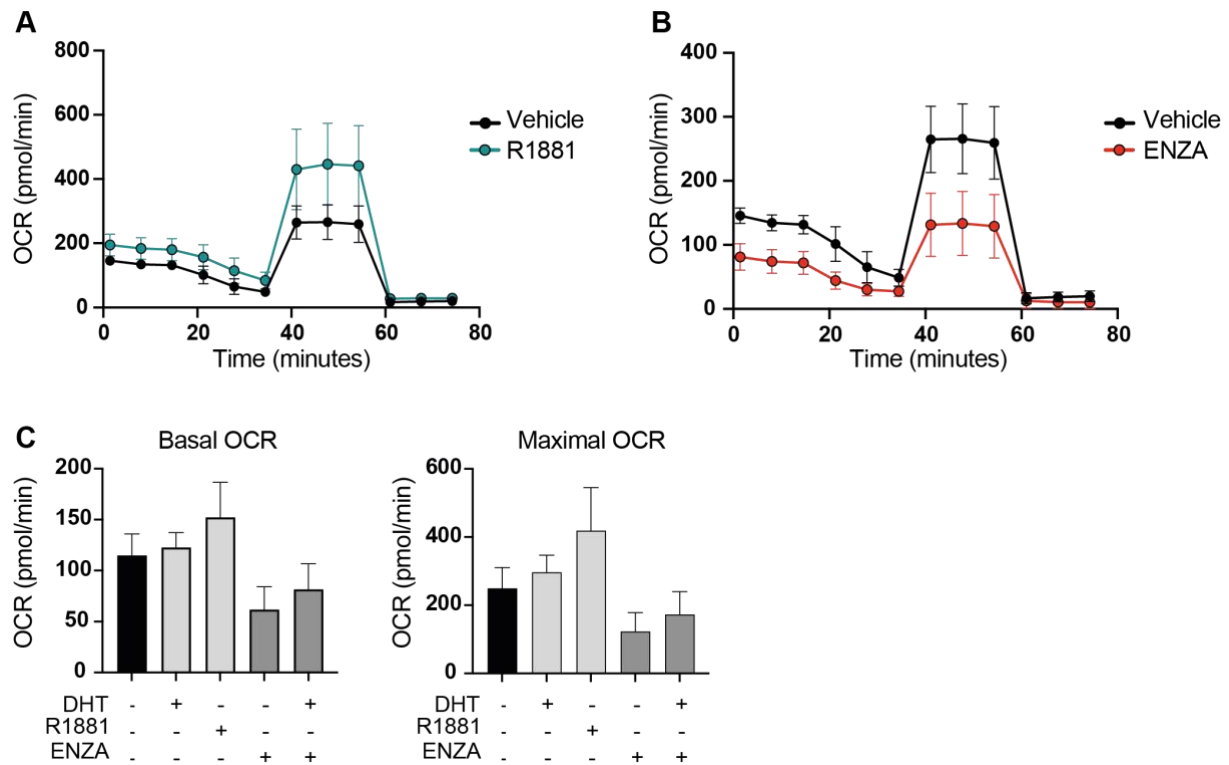 A
800
600
400
200
0
0 20 40 60 80
OCR (pmol/min)
Time (minutes)
Vehicle
R1881
B
400
300
200
100
0
0 20 40 60 80
OCR (pmol/min)
Time (minutes)
Vehicle
ENZA
C
Basal OCR
200
150
100
50
0
OCR (pmol/min)
DHT - + - - +
R1881 - - + - -
ENZA - - - + +
Maximal OCR
600
400
200
0
OCR (pmol/min)
DHT - + - - +
R1881 - - + - -
ENZA - - - + +